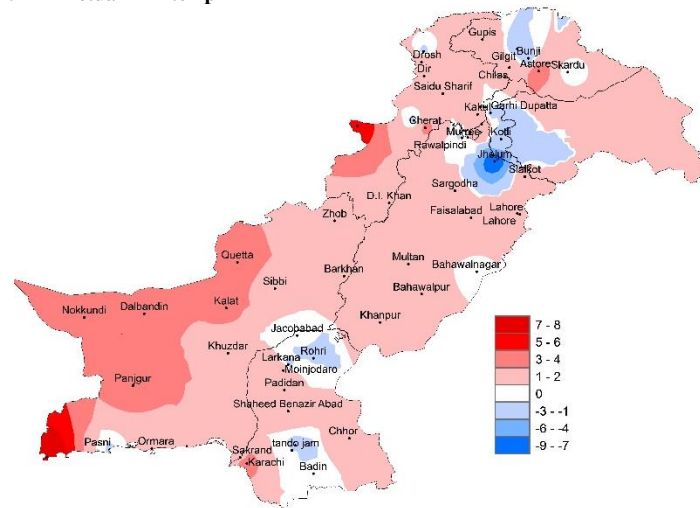 Gupis
Drosh
Gilgit
Bunji
Dir
Chilas
Astore
Skardu
Saidu Sharif
Kakul
Garhi Dupatta
Cherat
Murree
Kotli
Rawalpindi
Jhelum
Sialkot
Sargodha
D.I. Khan
Zhob
Faisalabad
Lahore
Lahore
Quetta
Multan
Bahawalnagar
Sibbi
Barkhan
Bahawalpur
Nokkundi
Dalbandin
Kalat
Khanpur
Jacobabad
Khuzdar
Larkana
Rohri
Moinjodaro
Panjgur
Padidan
Shaheed Benazir Abad
Pasni
Ormara
Chhor
tando jam
Sakrand
Karachi
Badin
7 - 8
5 - 6
3 - 4
1 - 2
0
-3 - -1
-6 - -4
-9 - -7